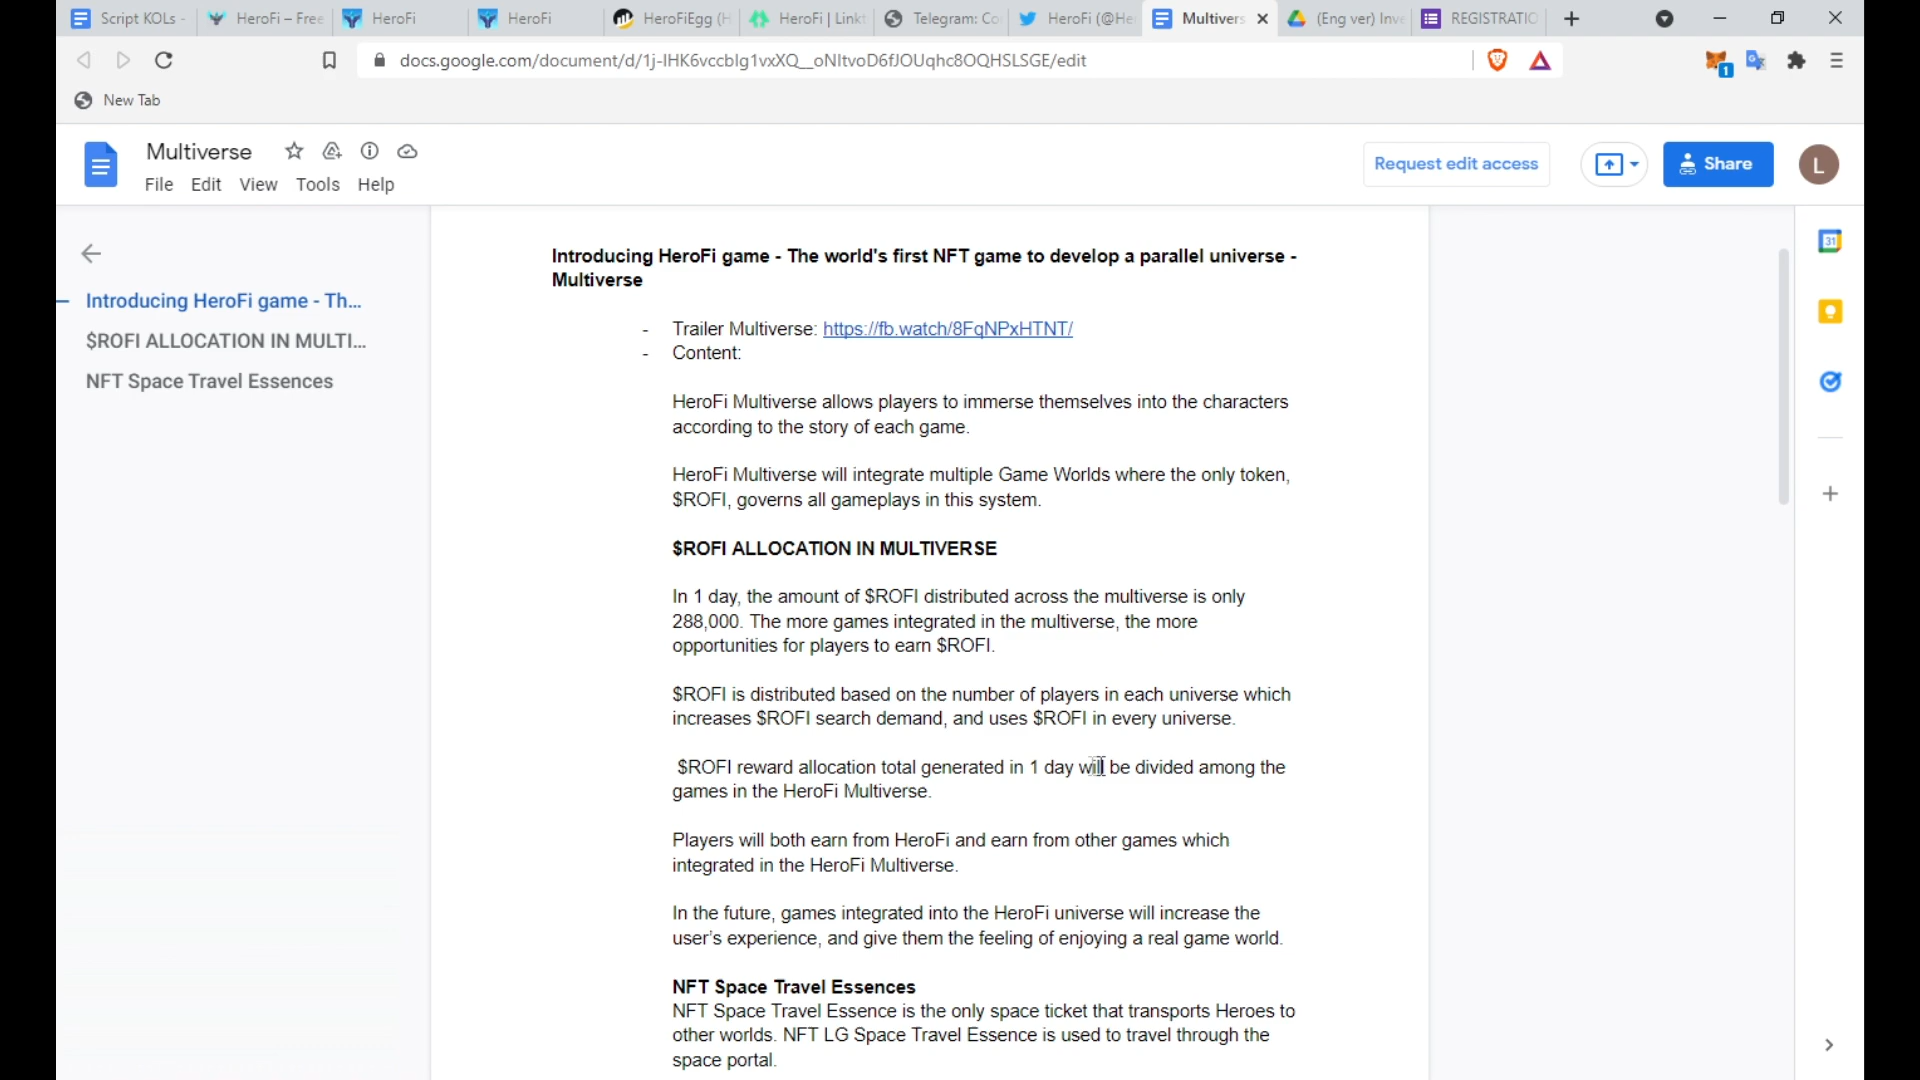 Script KOLs -
HeroFi – Free
HeroFi
HeroFi
HeroFiEgg (H
HeroFi | Linkt
Telegram: Co
HeroFi (@He
Multivers
(Eng ver) Inve
REGISTRATIO
docs.google.com/document/d/1j-IHK6vccbIg1vxXQ__oNItvoD6fJOUqhc8OQHSLSGE/edit
1
New Tab
Multiverse
File Edit View Tools Help
Request edit access
Share
L
31
Introducing HeroFi game - Th...
$ROFI ALLOCATION IN MULTI...
NFT Space Travel Essences
Introducing HeroFi game - The world's first NFT game to develop a parallel universe -
Multiverse
- Trailer Multiverse: https://fb.watch/8FqNPxHTNT/
- Content:
HeroFi Multiverse allows players to immerse themselves into the characters
according to the story of each game.
HeroFi Multiverse will integrate multiple Game Worlds where the only token,
$ROFI, governs all gameplays in this system.
$ROFI ALLOCATION IN MULTIVERSE
In 1 day, the amount of $ROFI distributed across the multiverse is only
288,000. The more games integrated in the multiverse, the more
opportunities for players to earn $ROFI.
$ROFI is distributed based on the number of players in each universe which
increases $ROFI search demand, and uses $ROFI in every universe.
$ROFI reward allocation total generated in 1 day will be divided among the
games in the HeroFi Multiverse.
Players will both earn from HeroFi and earn from other games which
integrated in the HeroFi Multiverse.
In the future, games integrated into the HeroFi universe will increase the
user's experience, and give them the feeling of enjoying a real game world.
NFT Space Travel Essences
NFT Space Travel Essence is the only space ticket that transports Heroes to
other worlds. NFT LG Space Travel Essence is used to travel through the
space portal.